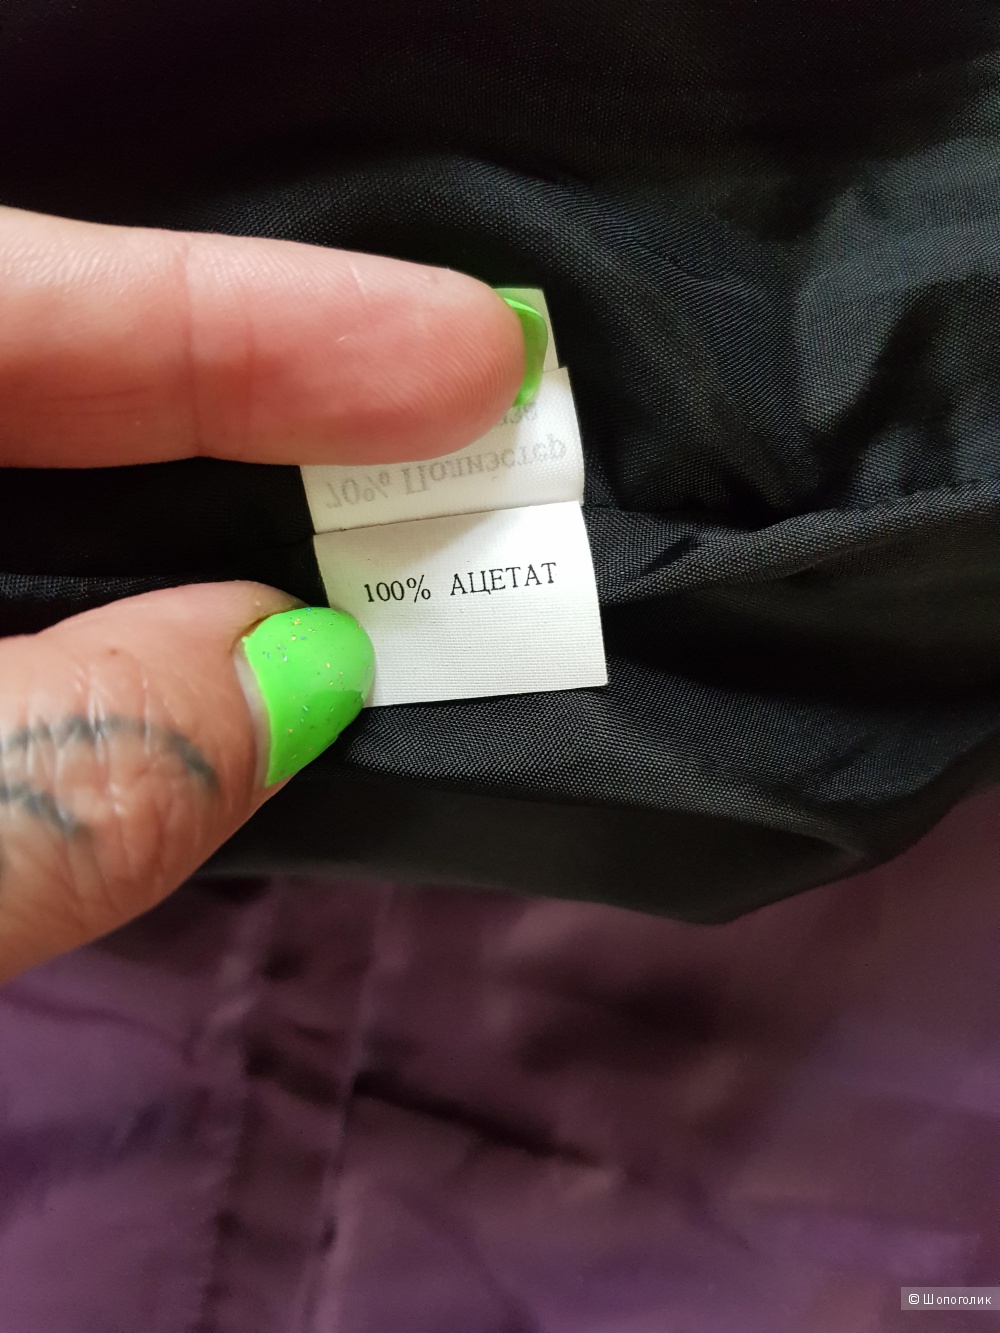 70% Полиэстер
100% АЦЕТАТ
© Шопоголик